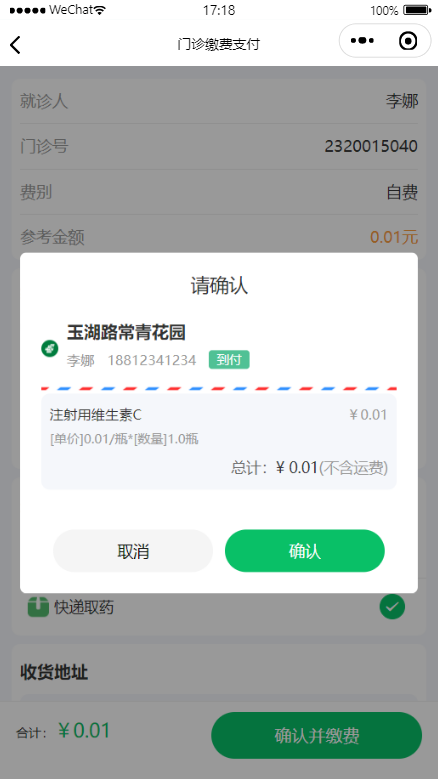 WeChat 17:18 100%
门诊缴费支付
就诊人 李娜
门诊号 2320015040
费别 自费
参考金额 0.01元
请确认
玉湖路常青花园
李娜 18812341234 到付
注射用维生素C ￥0.01
[单价]0.01/瓶*[数量]1.0瓶
总计：￥0.01(不含运费)
取消 确认
快递取药
收货地址
合计：￥0.01 确认并缴费